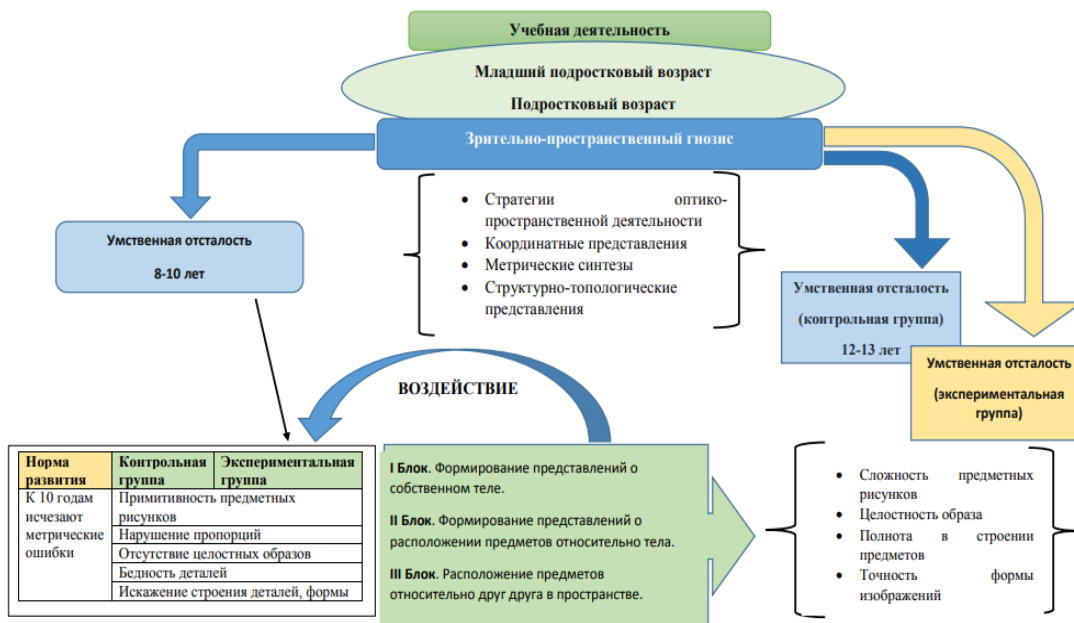 Учебная деятельность
Младший подростковый возраст
Подростковый возраст
Зрительно-пространственный гнозис
• Стратегии оптико-
пространственной деятельности
• Координатные представления
• Метрические синтезы
• Структурно-топологические
представления
Умственная отсталость
8-10 лет
Умственная отсталость
(контрольная группа)
12-13 лет
Умственная отсталость
(экспериментальная
группа)
ВОЗДЕЙСТВИЕ
Норма
развития
Контрольная
группа
Экспериментальная
группа
К 10 годам
исчезают
метрические
ошибки
Примитивность предметных
рисунков
Нарушение пропорций
Отсутствие целостных образов
Бедность деталей
Искажение строения деталей, формы
I Блок. Формирование представлений о
собственном теле.
II Блок. Формирование представлений о
расположении предметов относительно тела.
III Блок. Расположение предметов
относительно друг друга в пространстве.
• Сложность предметных
рисунков
• Целостность образа
• Полнота в строении
предметов
• Точность формы
изображений